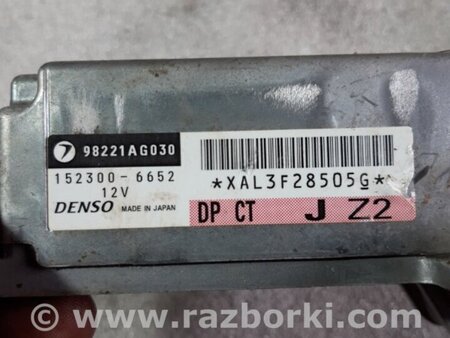 98221AG030
152300-6652
12V
DENSO MADE IN JAPAN
*XAL3F28505G*
DP CT J Z2
© www.razborki.com